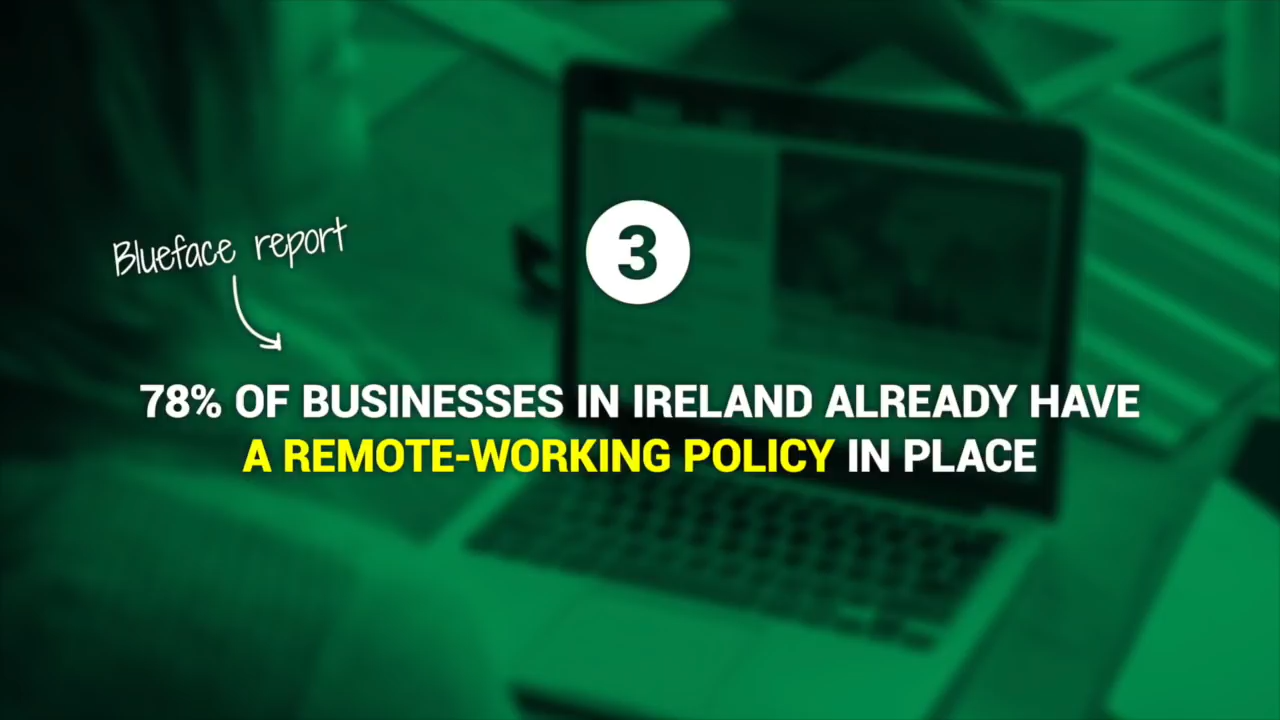 Blueface report
3
78% OF BUSINESSES IN IRELAND ALREADY HAVE
A REMOTE-WORKING POLICY IN PLACE